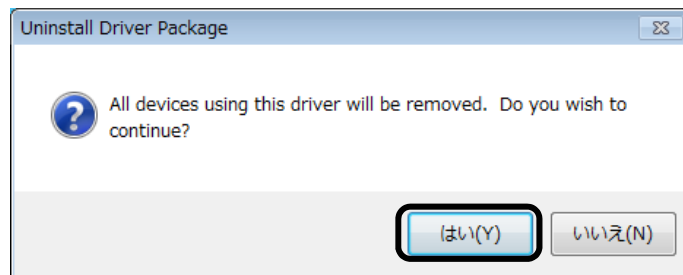 Uninstall Driver Package
All devices using this driver will be removed. Do you wish to
continue?
はい(Y)
いいえ(N)